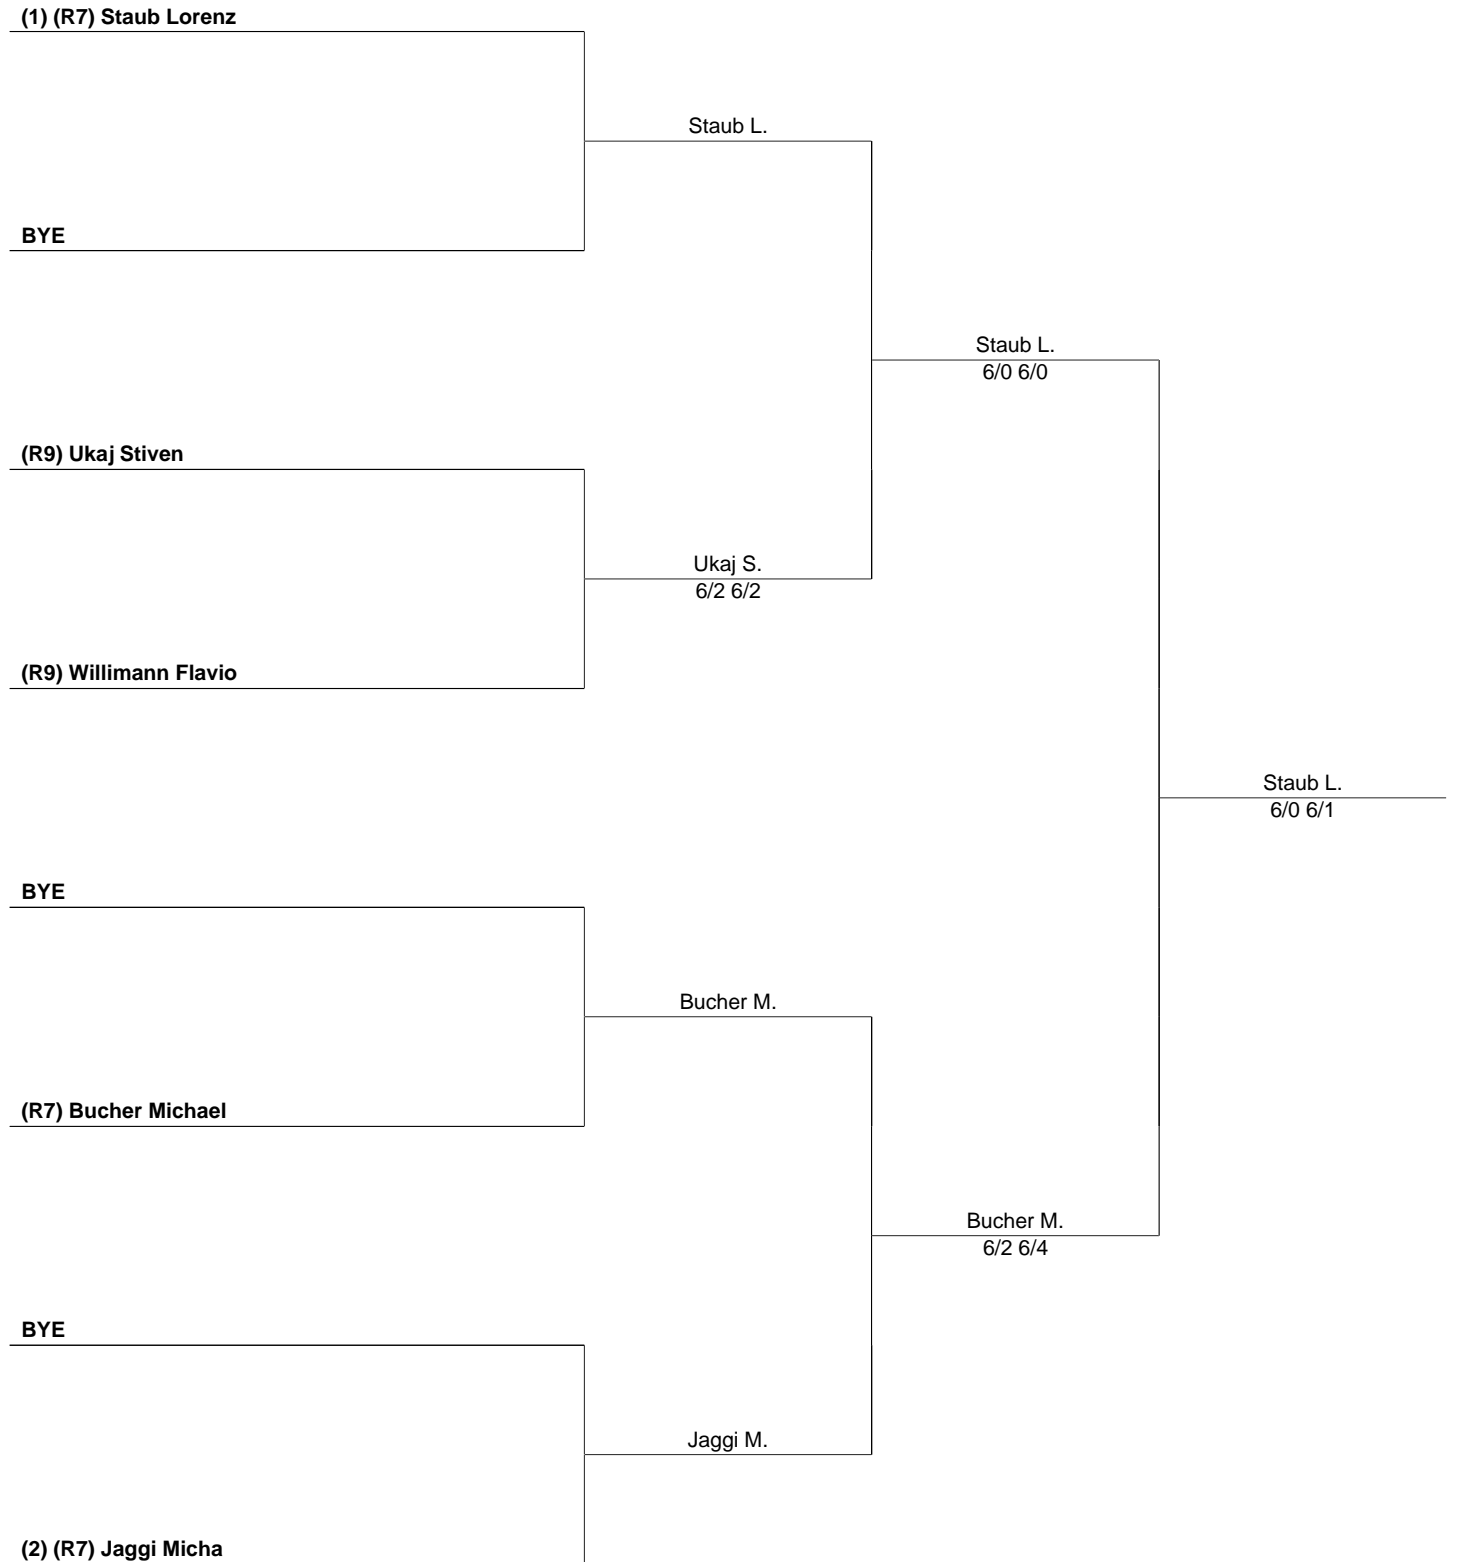 (1) (R7) Staub Lorenz
Staub L.
BYE
Staub L.
6/0 6/0
(R9) Ukaj Stiven
Ukaj S.
6/2 6/2
(R9) Willimann Flavio
Staub L.
6/0 6/1
BYE
Bucher M.
(R7) Bucher Michael
Bucher M.
6/2 6/4
BYE
Jaggi M.
(2) (R7) Jaggi Micha